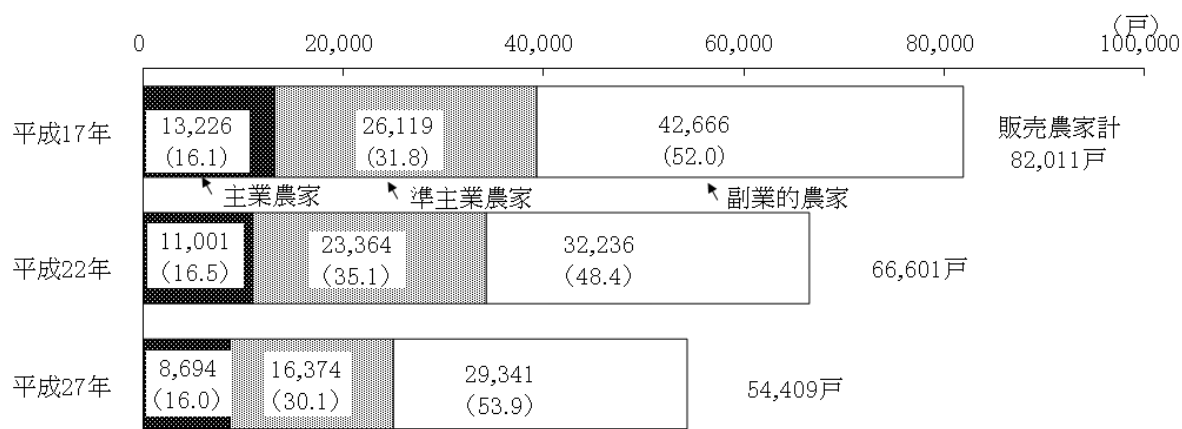 (戸)
0 20,000 40,000 60,000 80,000 100,000
平成17年
13,226
(16.1)
26,119
(31.8)
42,666
(52.0)
販売農家計
82,011戸
主業農家
準主業農家
副業的農家
平成22年
11,001
(16.5)
23,364
(35.1)
32,236
(48.4)
66,601戸
平成27年
8,694
(16.0)
16,374
(30.1)
29,341
(53.9)
54,409戸